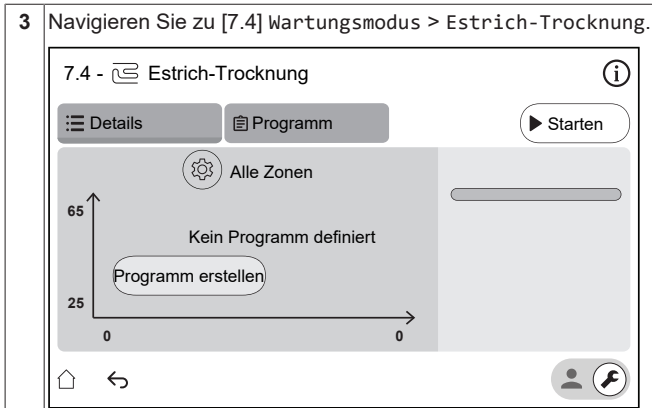 3 Navigieren Sie zu [7.4] Wartungsmodus > Estrich-Trocknung.
7.4 - Estrich-Trocknung
Details Programm Starten
Alle Zonen
65
Kein Programm definiert
Programm erstellen
25
0 0